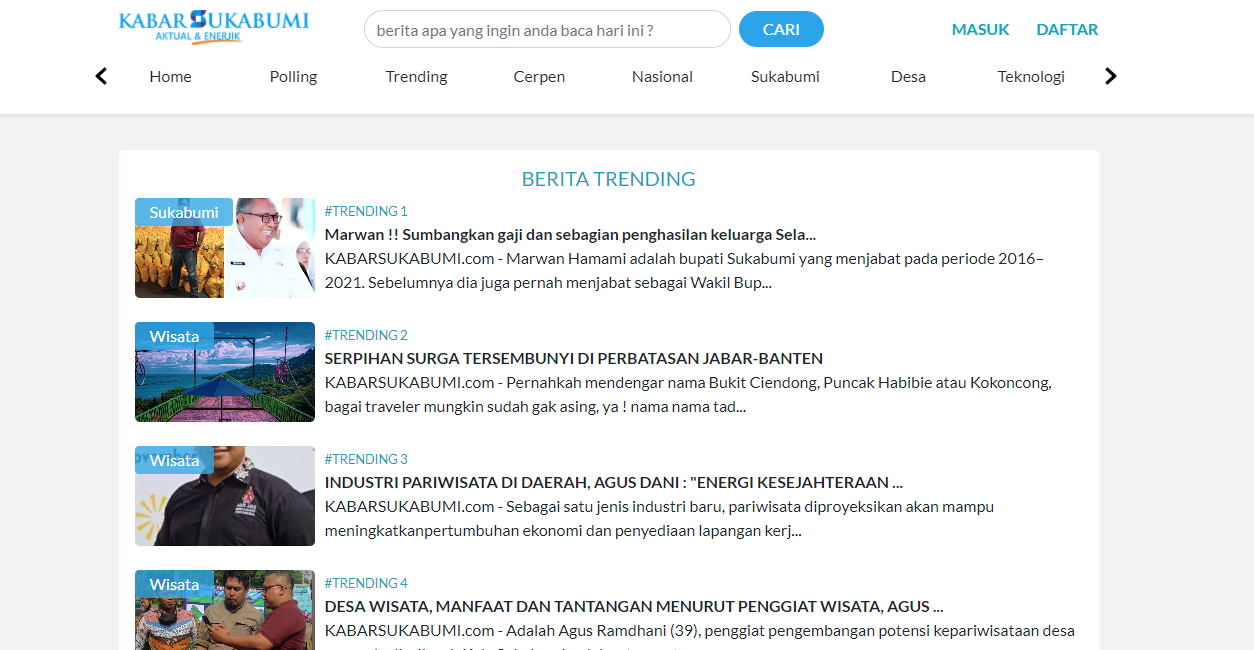 KABAR SUKABUMI
AKTUAL & ENERJIK
berita apa yang ingin anda baca hari ini ?
CARI
MASUK
DAFTAR
Home
Polling
Trending
Cerpen
Nasional
Sukabumi
Desa
Teknologi
BERITA TRENDING
Sukabumi
#TRENDING 1
Marwan !! Sumbangkan gaji dan sebagian penghasilan keluarga Sela...
KABARSUKABUMI.com - Marwan Hamami adalah bupati Sukabumi yang menjabat pada periode 2016–
2021. Sebelumnya dia juga pernah menjabat sebagai Wakil Bup...
Wisata
#TRENDING 2
SERPIHAN SURGA TERSEMBUNYI DI PERBATASAN JABAR-BANTEN
KABARSUKABUMI.com - Pernahkah mendengar nama Bukit Ciendong, Puncak Habibie atau Kokoncong,
bagai traveler mungkin sudah gak asing, ya ! nama nama tad...
Wisata
#TRENDING 3
INDUSTRI PARIWISATA DI DAERAH, AGUS DANI : "ENERGI KESEJAHTERAAN ...
KABARSUKABUMI.com - Sebagai satu jenis industri baru, pariwisata diproyeksikan akan mampu
meningkatkanpertumbuhan ekonomi dan penyediaan lapangan kerj...
Wisata
#TRENDING 4
DESA WISATA, MANFAAT DAN TANTANGAN MENURUT PENGGIAT WISATA, AGUS ...
KABARSUKABUMI.com - Adalah Agus Ramdhani (39), penggiat pengembangan potensi kepariwisataan desa